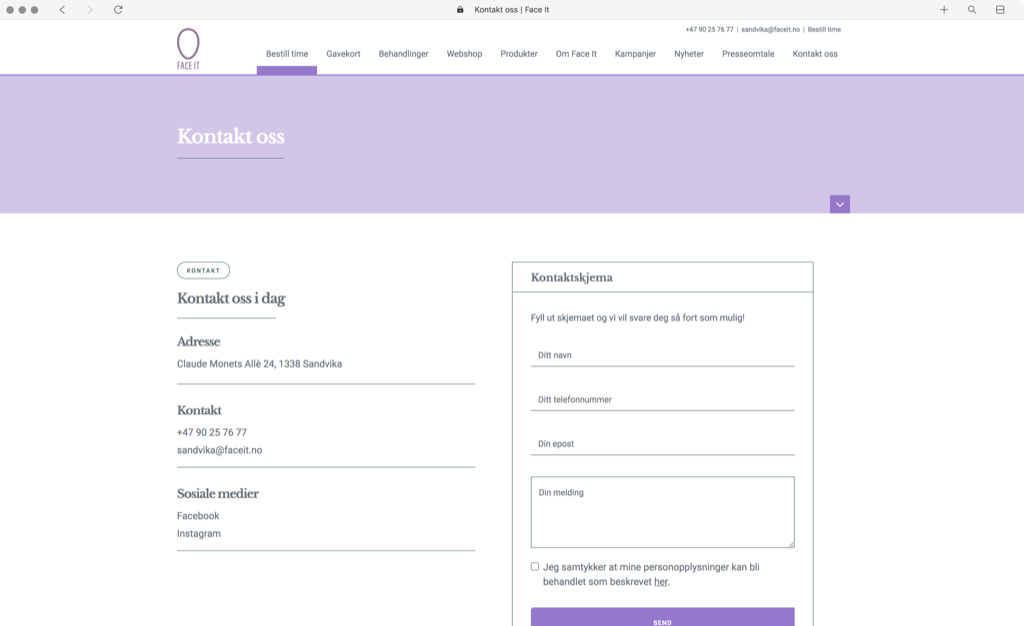 Kontakt oss | Face It
+47 90 25 76 77 | sandvika@faceit.no | Bestill time
FACE IT
Bestill time Gavekort Behandlinger Webshop Produkter Om Face It Kampanjer Nyheter Presseomtale Kontakt oss
Kontakt oss
KONTAKT
Kontakt oss i dag
Adresse
Claude Monets Allè 24, 1338 Sandvika
Kontakt
+47 90 25 76 77
sandvika@faceit.no
Sosiale medier
Facebook
Instagram
Kontaktskjema
Fyll ut skjemaet og vi vil svare deg så fort som mulig!
Ditt navn
Ditt telefonnummer
Din epost
Din melding
Jeg samtykker at mine personopplysninger kan bli
behandlet som beskrevet her.
SEND